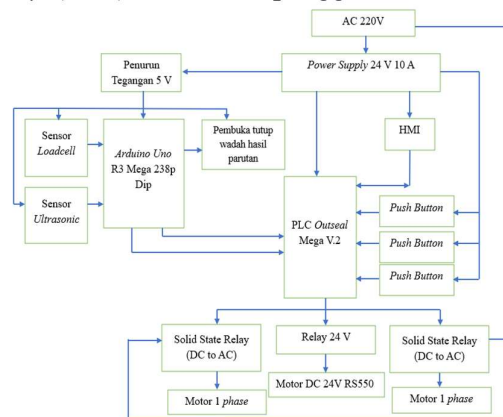 AC 220V
Penurun
Tegangan 5 V
Power Supply 24 V 10 A
Sensor
Loadcell
Arduino Uno
R3 Mega 238p
Dip
Pembuka tutup
wadah hasil
parutan
HMI
Sensor
Ultrasonic
PLC Outseal
Mega V.2
Push Button
Push Button
Push Button
Solid State Relay
(DC to AC)
Relay 24 V
Solid State Relay
(DC to AC)
Motor 1 phase
Motor DC 24V RS550
Motor 1 phase